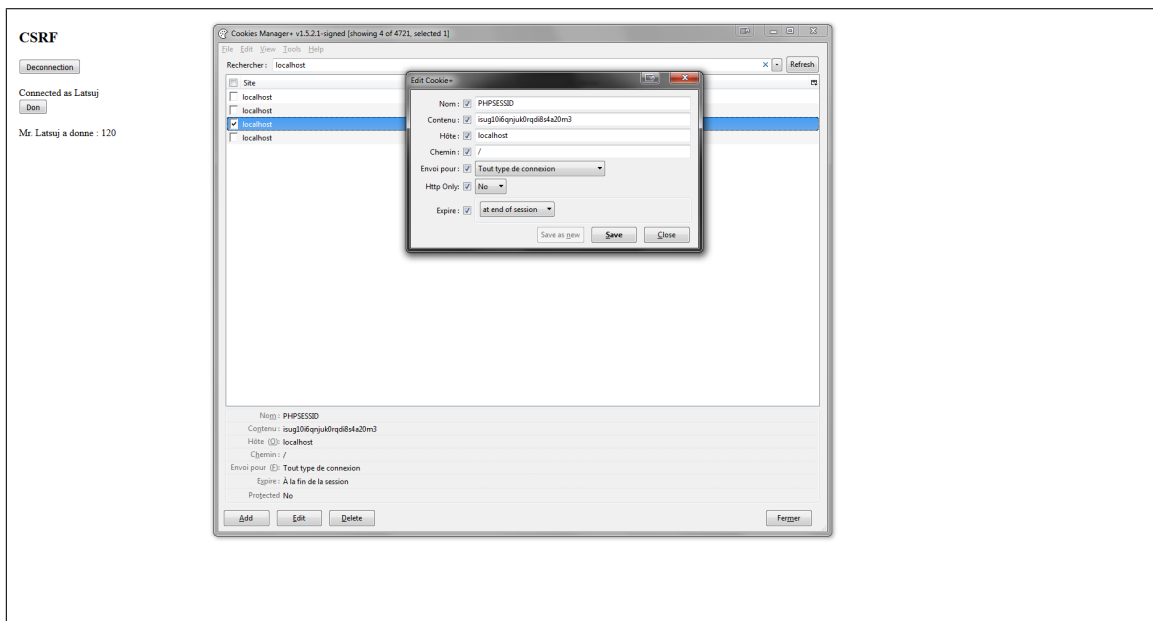 CSRF
Deconnection
Connected as Latsuj
Don
Mr. Latsuj a donne : 120
Cookies Manager+ v1.5.2.1-signed [showing 4 of 4721, selected 1]
File Edit View Tools Help
Rechercher : localhost Refresh
Site
localhost
localhost
localhost
localhost
Edit Cookie+
Nom : PHPSESSID
Contenu : isug10i6qnjuk0rqdi8s4a20m3
Hôte : localhost
Chemin : /
Envoi pour : Tout type de connexion
Http Only: No
Expire : at end of session
Save as new Save Close
Nom : PHPSESSID
Contenu : isug10i6qnjuk0rqdi8s4a20m3
Hôte (O): localhost
Chemin : /
Envoi pour (F): Tout type de connexion
Expire : À la fin de la session
Protected No
Add Edit Delete Fermer